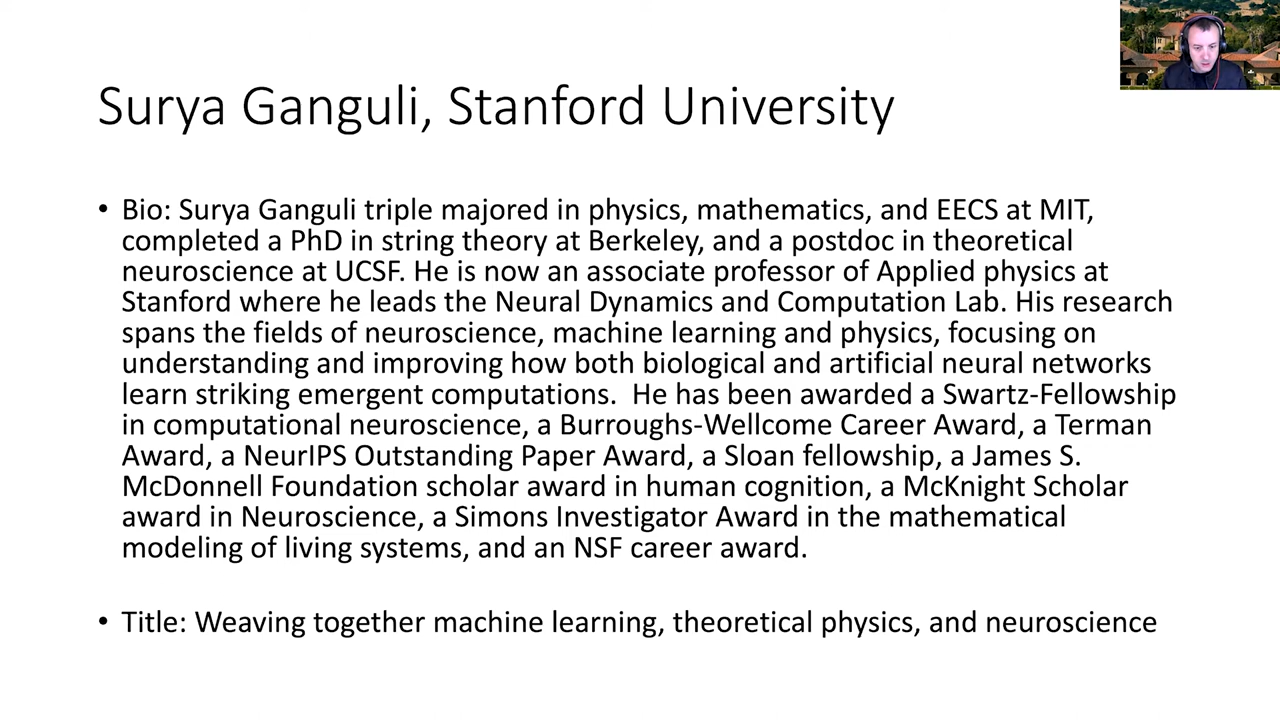 Surya Ganguli, Stanford University
• Bio: Surya Ganguli triple majored in physics, mathematics, and EECS at MIT,
completed a PhD in string theory at Berkeley, and a postdoc in theoretical
neuroscience at UCSF. He is now an associate professor of Applied physics at
Stanford where he leads the Neural Dynamics and Computation Lab. His research
spans the fields of neuroscience, machine learning and physics, focusing on
understanding and improving how both biological and artificial neural networks
learn striking emergent computations.  He has been awarded a Swartz-Fellowship
in computational neuroscience, a Burroughs-Wellcome Career Award, a Terman
Award, a NeurIPS Outstanding Paper Award, a Sloan fellowship, a James S.
McDonnell Foundation scholar award in human cognition, a McKnight Scholar
award in Neuroscience, a Simons Investigator Award in the mathematical
modeling of living systems, and an NSF career award.
• Title: Weaving together machine learning, theoretical physics, and neuroscience